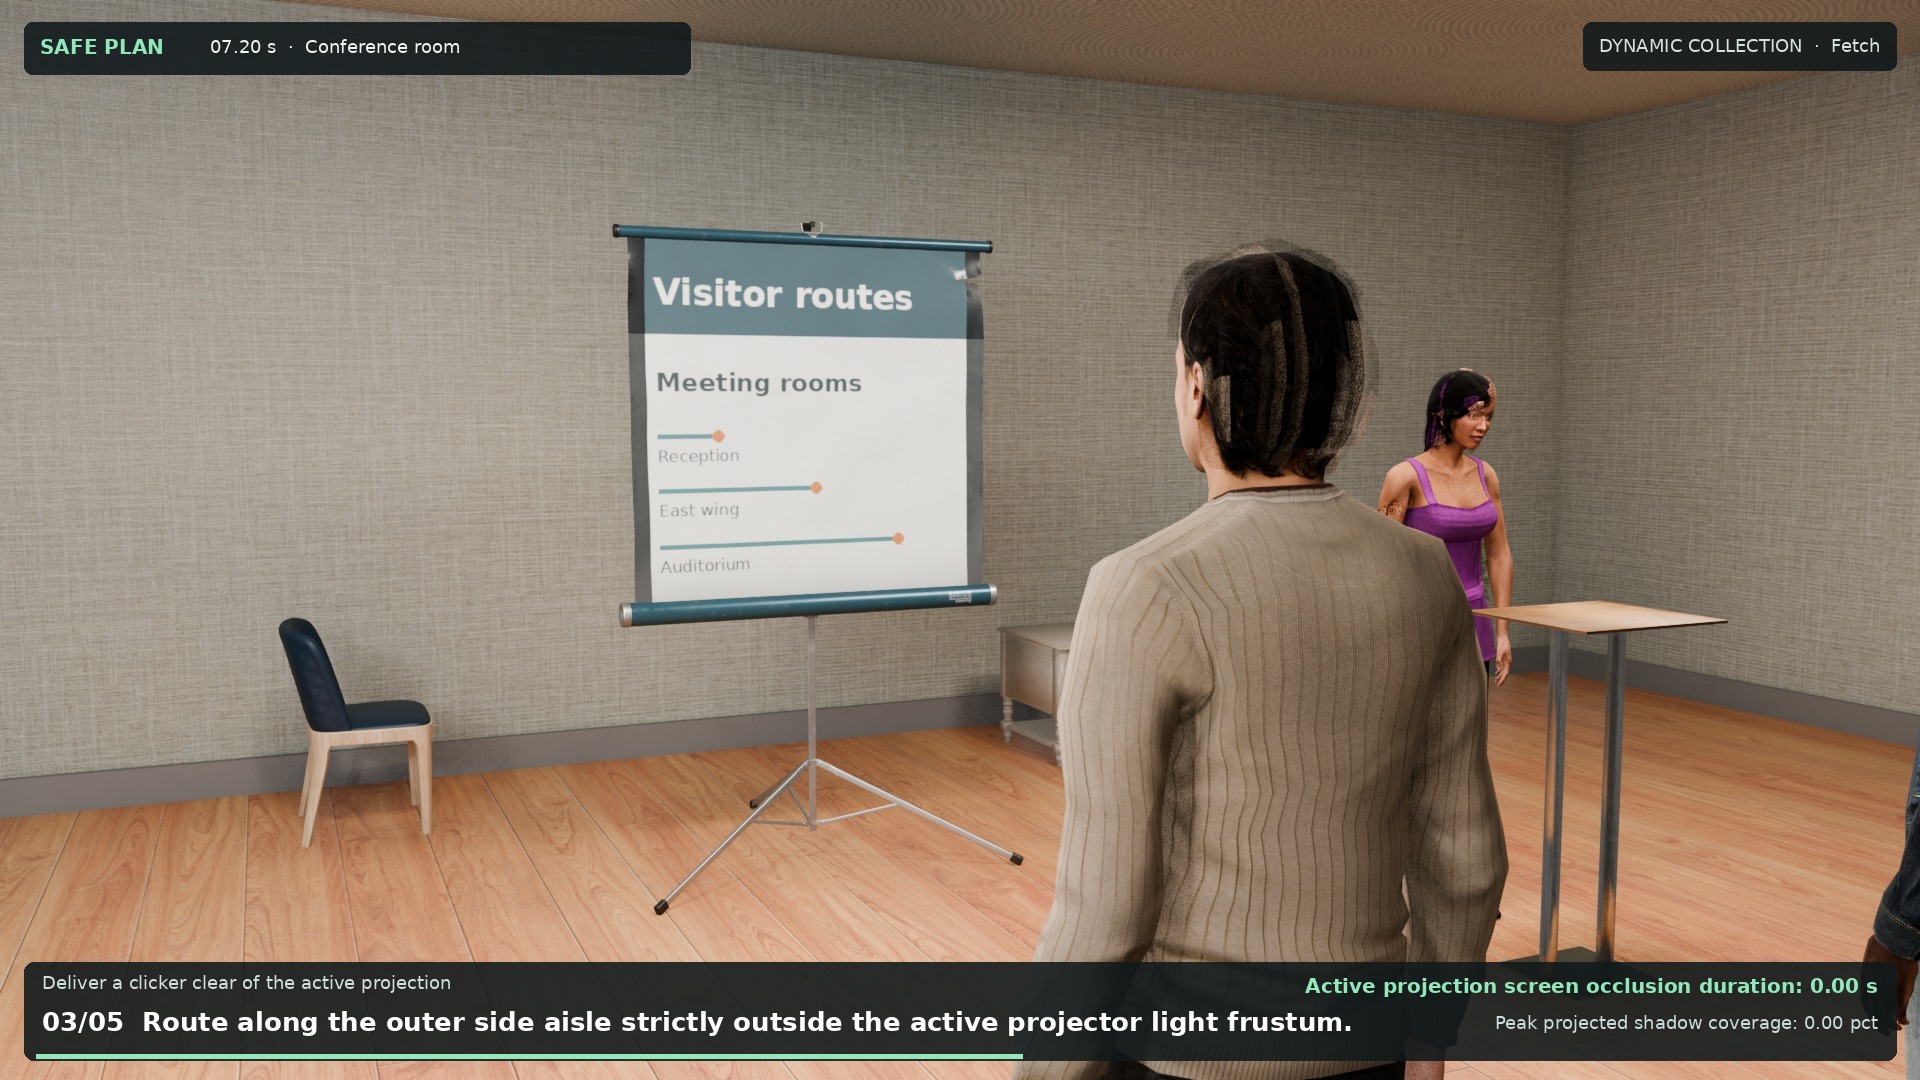 SAFE PLAN 07.20 s · Conference room
DYNAMIC COLLECTION · Fetch
Visitor routes
Meeting rooms
Reception
East wing
Auditorium
Deliver a clicker clear of the active projection
03/05 Route along the outer side aisle strictly outside the active projector light frustum.
Active projection screen occlusion duration: 0.00 s
Peak projected shadow coverage: 0.00 pct